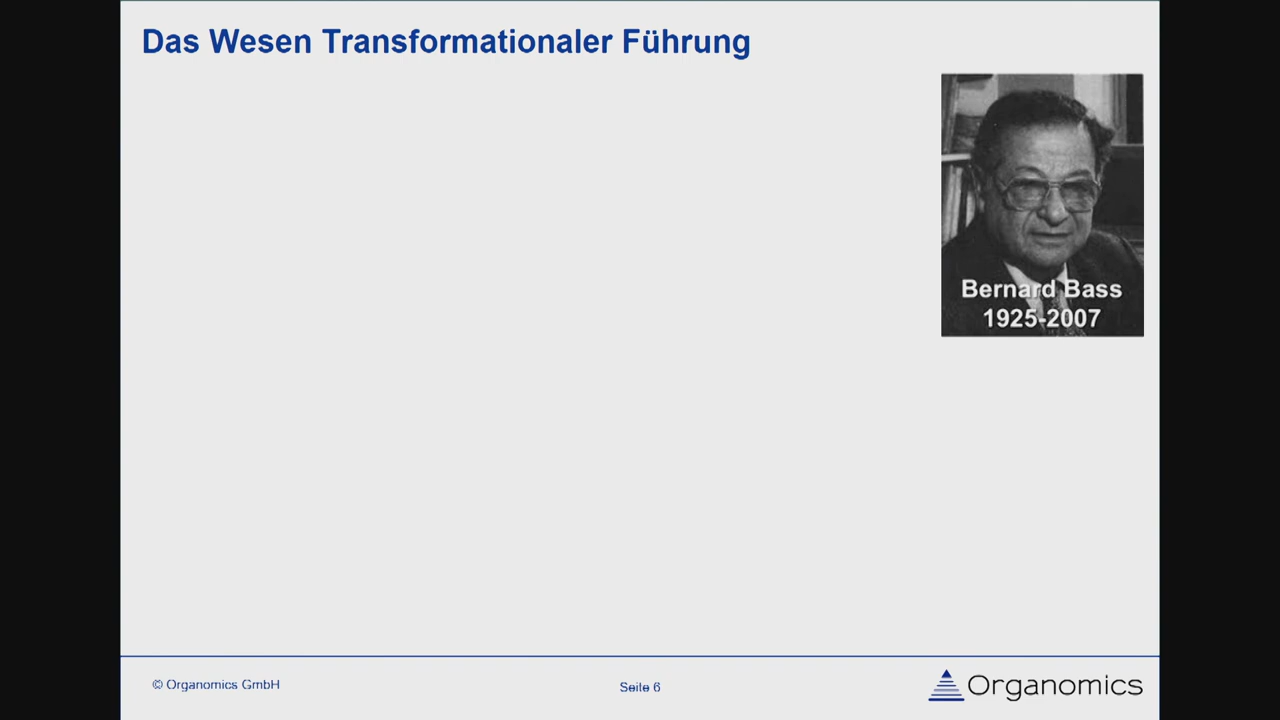 Das Wesen Transformationaler Führung
Bernard Bass
1925-2007
© Organomics GmbH
Seite 6
Organomics